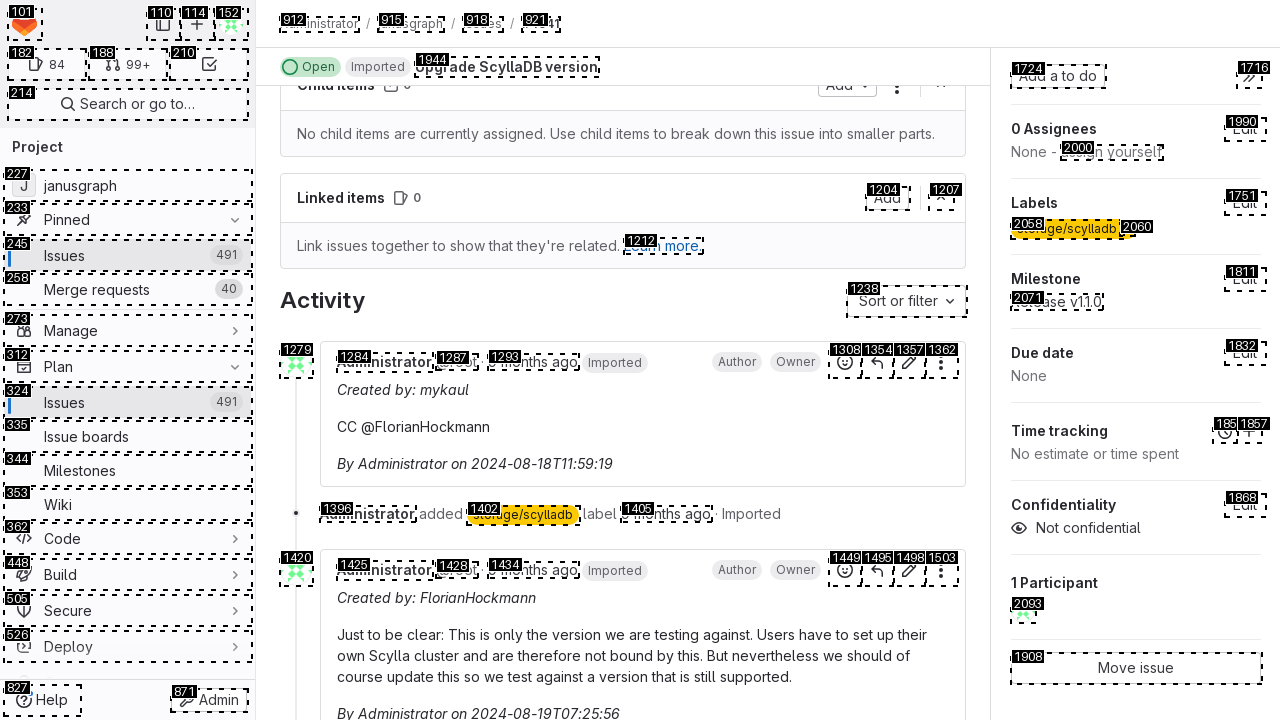 101
110
114
152
182
84
188
99+
210
214
Search or go to…
Project
227
J
janusgraph
233
Pinned
245
Issues
491
258
Merge requests
40
273
Manage
312
Plan
324
Issues
491
335
Issue boards
344
Milestones
353
Wiki
362
Code
448
Build
505
Secure
526
Deploy
827
Help
871
Admin
912
/
915
/
918
/
921
Open
Imported
1944
Upgrade ScyllaDB version
Child items
0
Add
No child items are currently assigned. Use child items to break down this issue into smaller parts.
Linked items
0
1204
Add
1207
Link issues together to show that they're related.
1212
Learn more.
Activity
1238
Sort or filter
1279
1284
Administrator
1287
1293
months ago
Imported
Author
Owner
1308
1354
1357
1362
Created by: mykaul
CC @FlorianHockmann
By Administrator on 2024-08-18T11:59:19
1396
Administrator
added
1402
storage/scylladb
label
1405
months ago
· Imported
1420
1425
Administrator
1428
1434
months ago
Imported
Author
Owner
1449
1495
1498
1503
Created by: FlorianHockmann
Just to be clear: This is only the version we are testing against. Users have to set up their
own Scylla cluster and are therefore not bound by this. But nevertheless we should of
course update this so we test against a version that is still supported.
By Administrator on 2024-08-19T07:25:56
1724
Add a to do
1716
0 Assignees
1990
Edit
None -
2000
assign yourself
Labels
1751
Edit
2058
storage/scylladb
2060
Milestone
1811
Edit
2071
Release v1.1.0
Due date
1832
Edit
None
Time tracking
185
1857
No estimate or time spent
Confidentiality
1868
Edit
Not confidential
1 Participant
2093
1908
Move issue